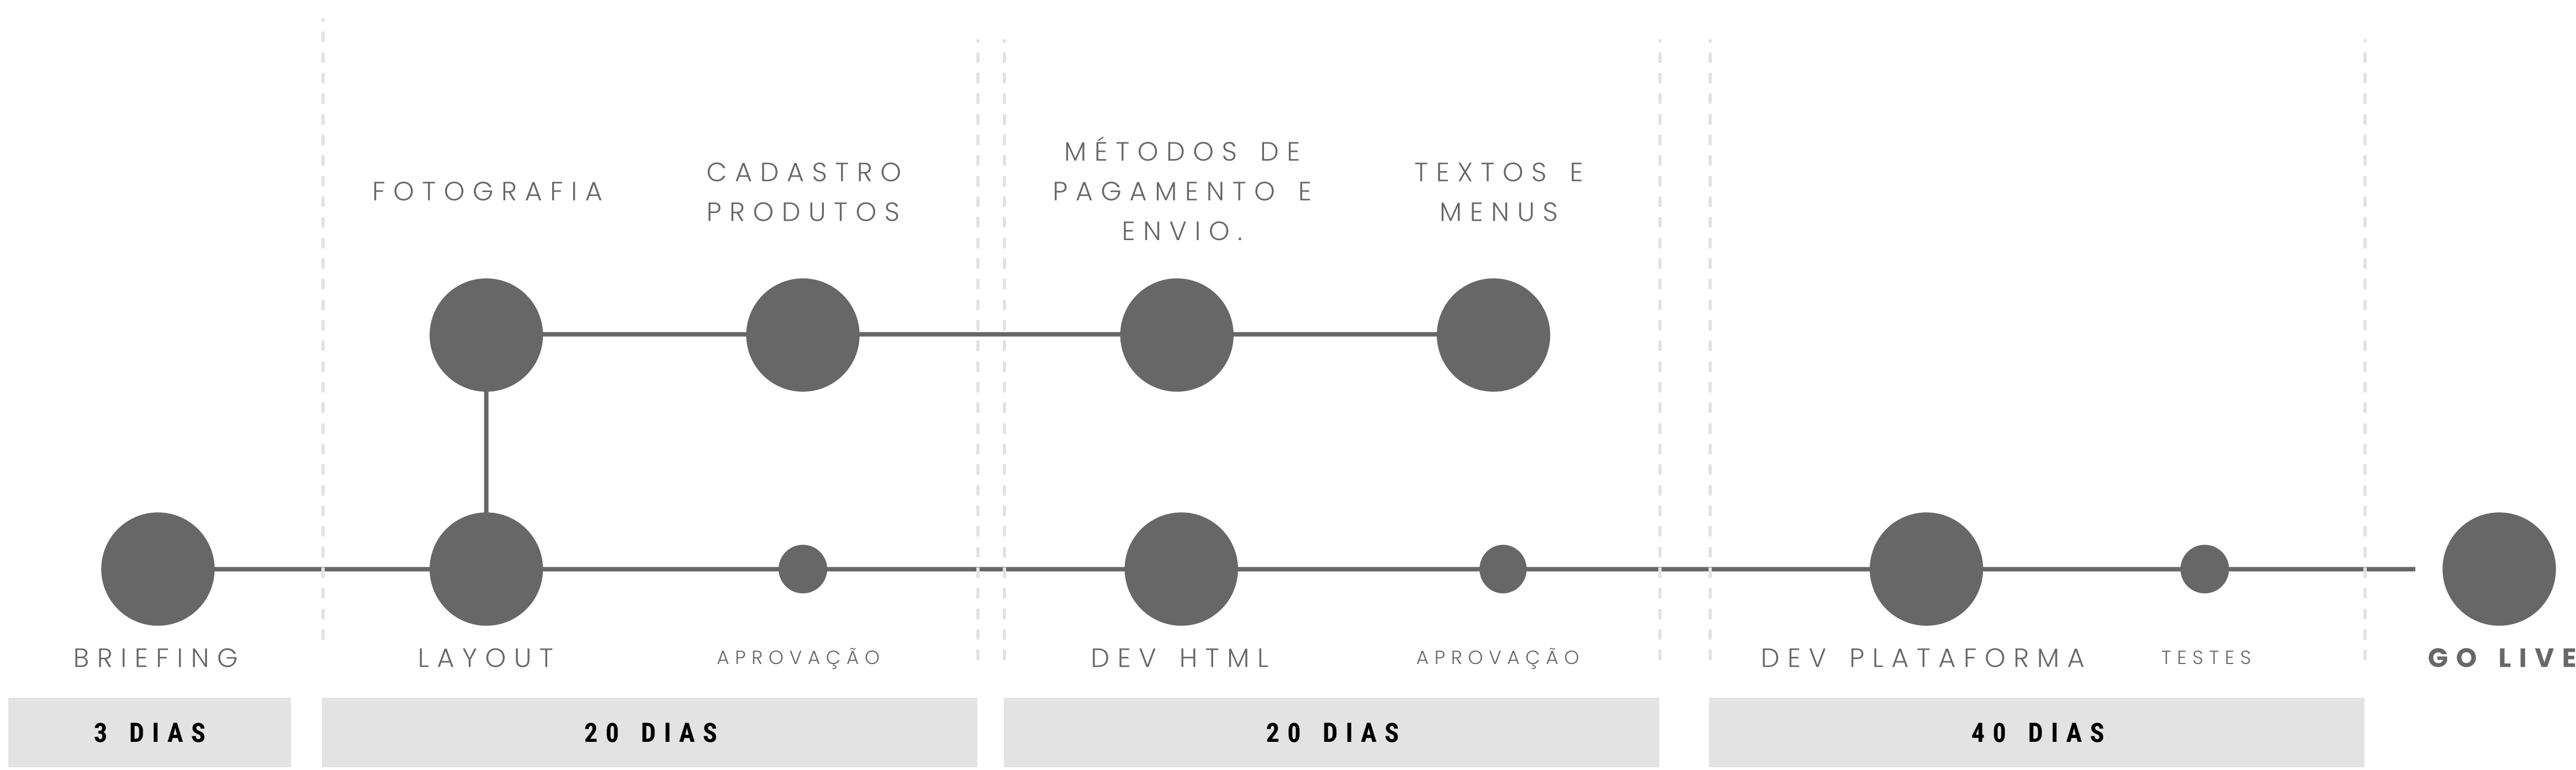 FOTOGRAFIA
CADASTRO
PRODUTOS
MÉTODOS DE
PAGAMENTO E
ENVIO.
TEXTOS E
MENUS
BRIEFING
LAYOUT
APROVAÇÃO
DEV HTML
APROVAÇÃO
DEV PLATAFORMA
TESTES
GO LIVE
3 DIAS
20 DIAS
20 DIAS
40 DIAS